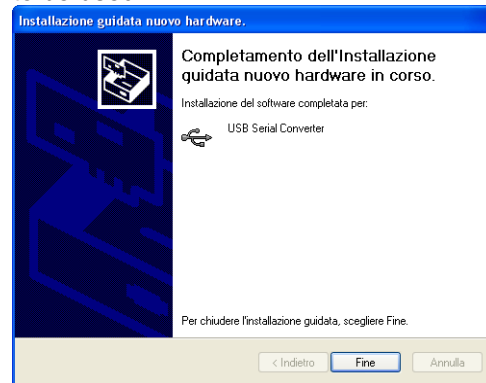 Installazione guidata nuovo hardware.
Completamento dell'Installazione
guidata nuovo hardware in corso.
Installazione del software completata per:
USB Serial Converter
Per chiudere l'installazione guidata, scegliere Fine.
< Indietro Fine Annulla